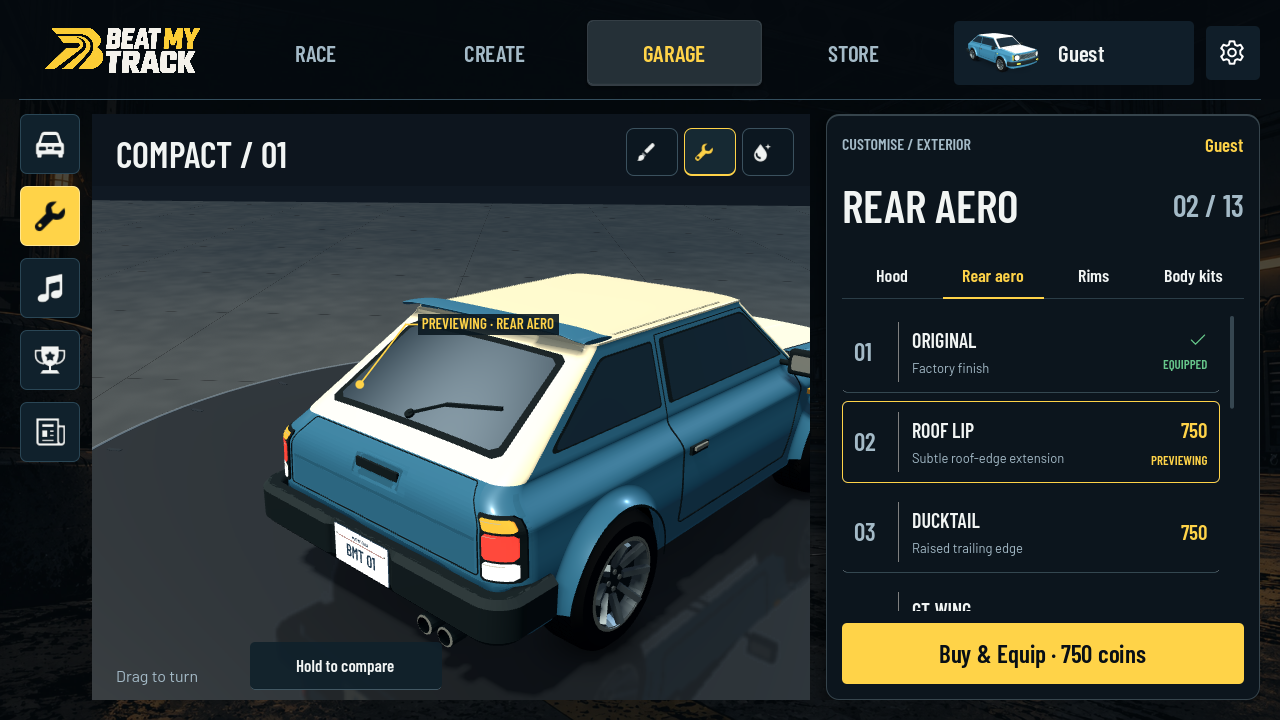 BEAT MY
TRACK
RACE
CREATE
GARAGE
STORE
Guest
COMPACT / 01
PREVIEWING · REAR AERO
BMT 01
Drag to turn
Hold to compare
CUSTOMISE / EXTERIOR
Guest
REAR AERO
02 / 13
Hood
Rear aero
Rims
Body kits
01
ORIGINAL
Factory finish
EQUIPPED
02
ROOF LIP
Subtle roof-edge extension
750
PREVIEWING
03
DUCKTAIL
Raised trailing edge
750
GT WING
Buy & Equip · 750 coins